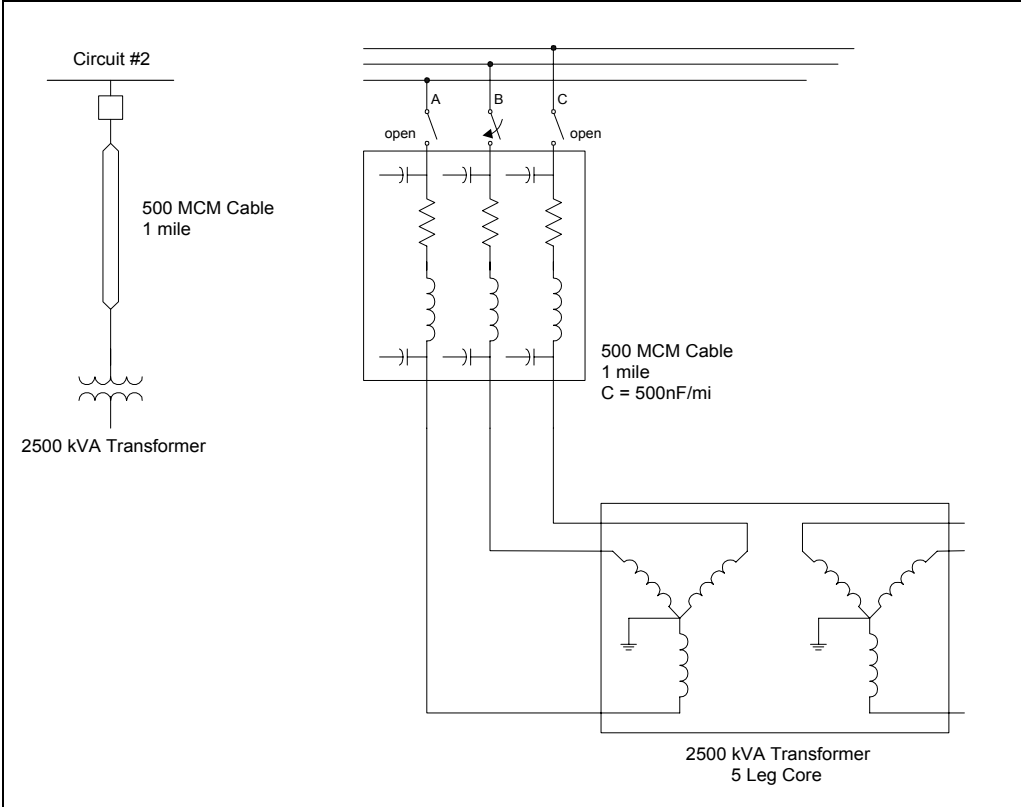 Circuit #2
500 MCM Cable
1 mile
2500 kVA Transformer
A B C
open open
500 MCM Cable
1 mile
C = 500nF/mi
2500 kVA Transformer
5 Leg Core